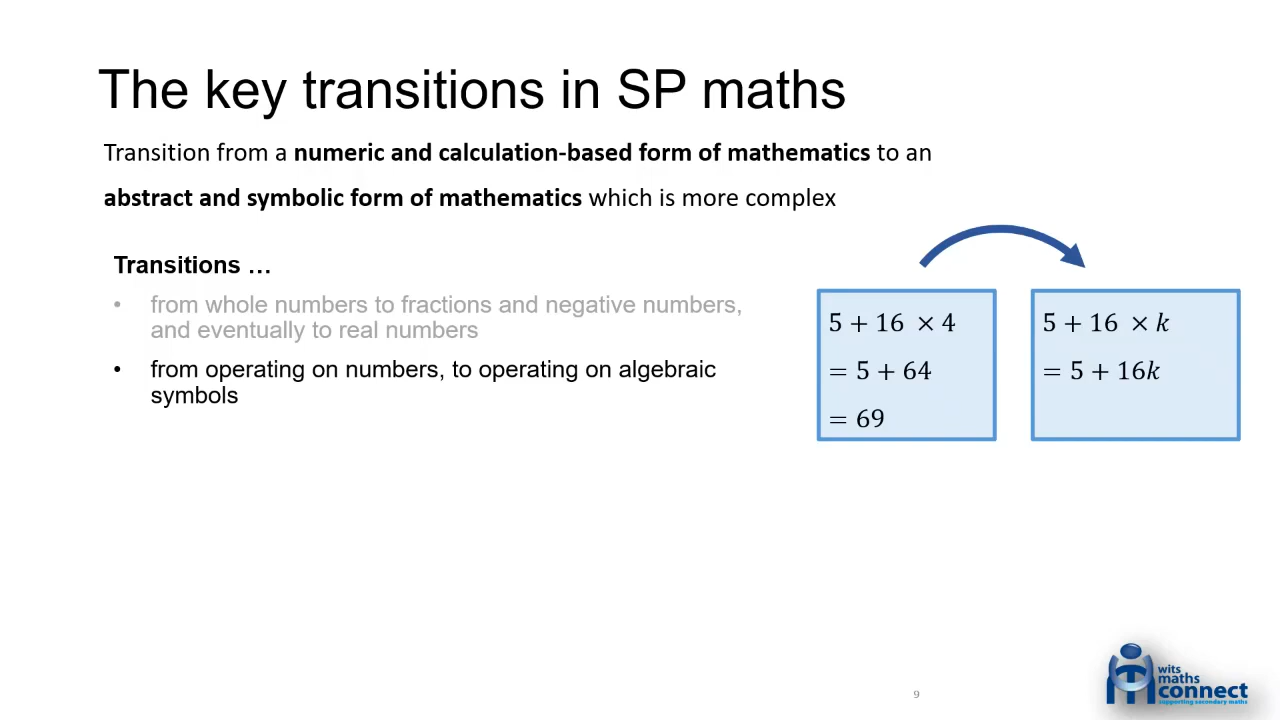 The key transitions in SP maths
Transition from a numeric and calculation-based form of mathematics to an
abstract and symbolic form of mathematics which is more complex
Transitions …
• from whole numbers to fractions and negative numbers,
and eventually to real numbers
• from operating on numbers, to operating on algebraic
symbols
5 + 16 × 4
= 5 + 64
= 69
5 + 16 × k
= 5 + 16k
9
wits
maths
connect
supporting secondary maths